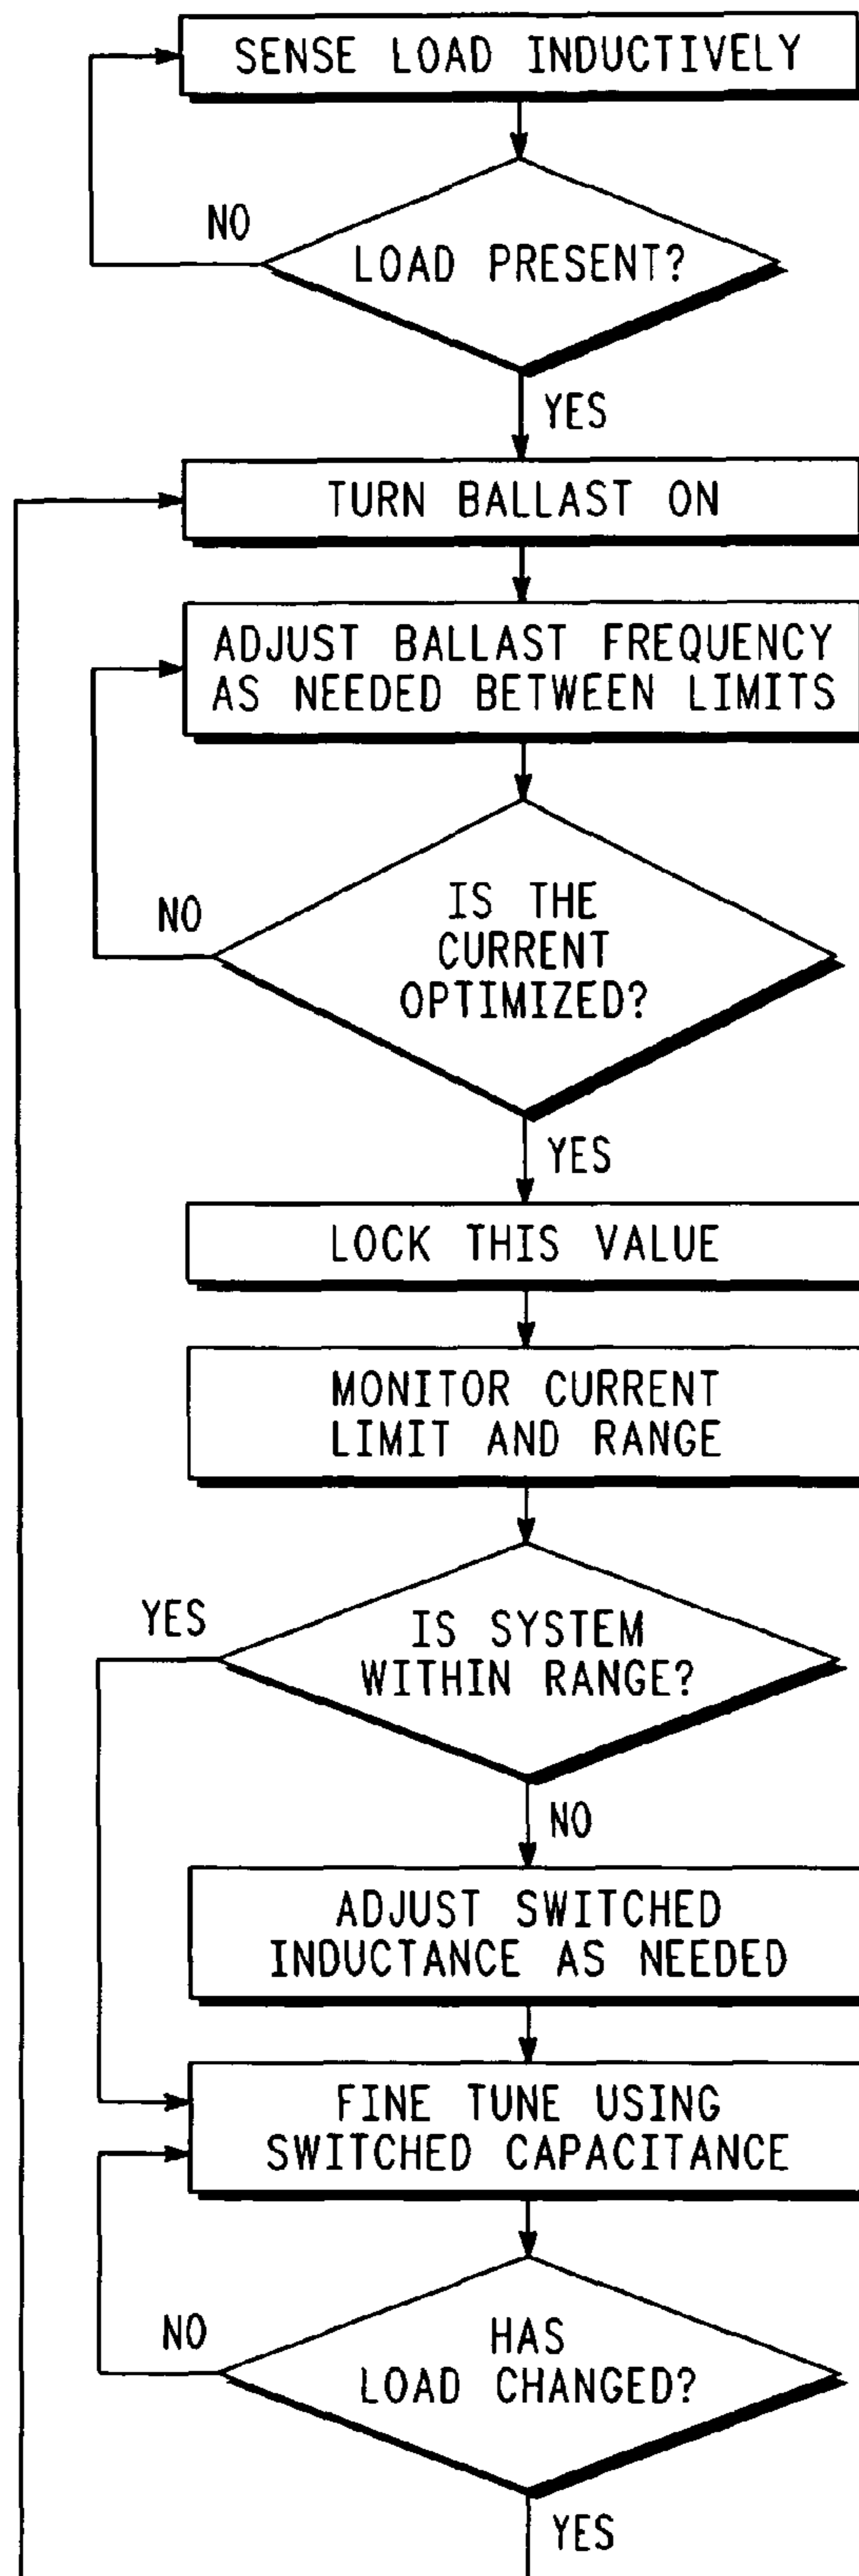 SENSE LOAD INDUCTIVELY
NO
LOAD PRESENT?
YES
TURN BALLAST ON
ADJUST BALLAST FREQUENCY
AS NEEDED BETWEEN LIMITS
NO
IS THE
CURRENT
OPTIMIZED?
YES
LOCK THIS VALUE
MONITOR CURRENT
LIMIT AND RANGE
YES
IS SYSTEM
WITHIN RANGE?
NO
ADJUST SWITCHED
INDUCTANCE AS NEEDED
FINE TUNE USING
SWITCHED CAPACITANCE
NO
HAS
LOAD CHANGED?
YES